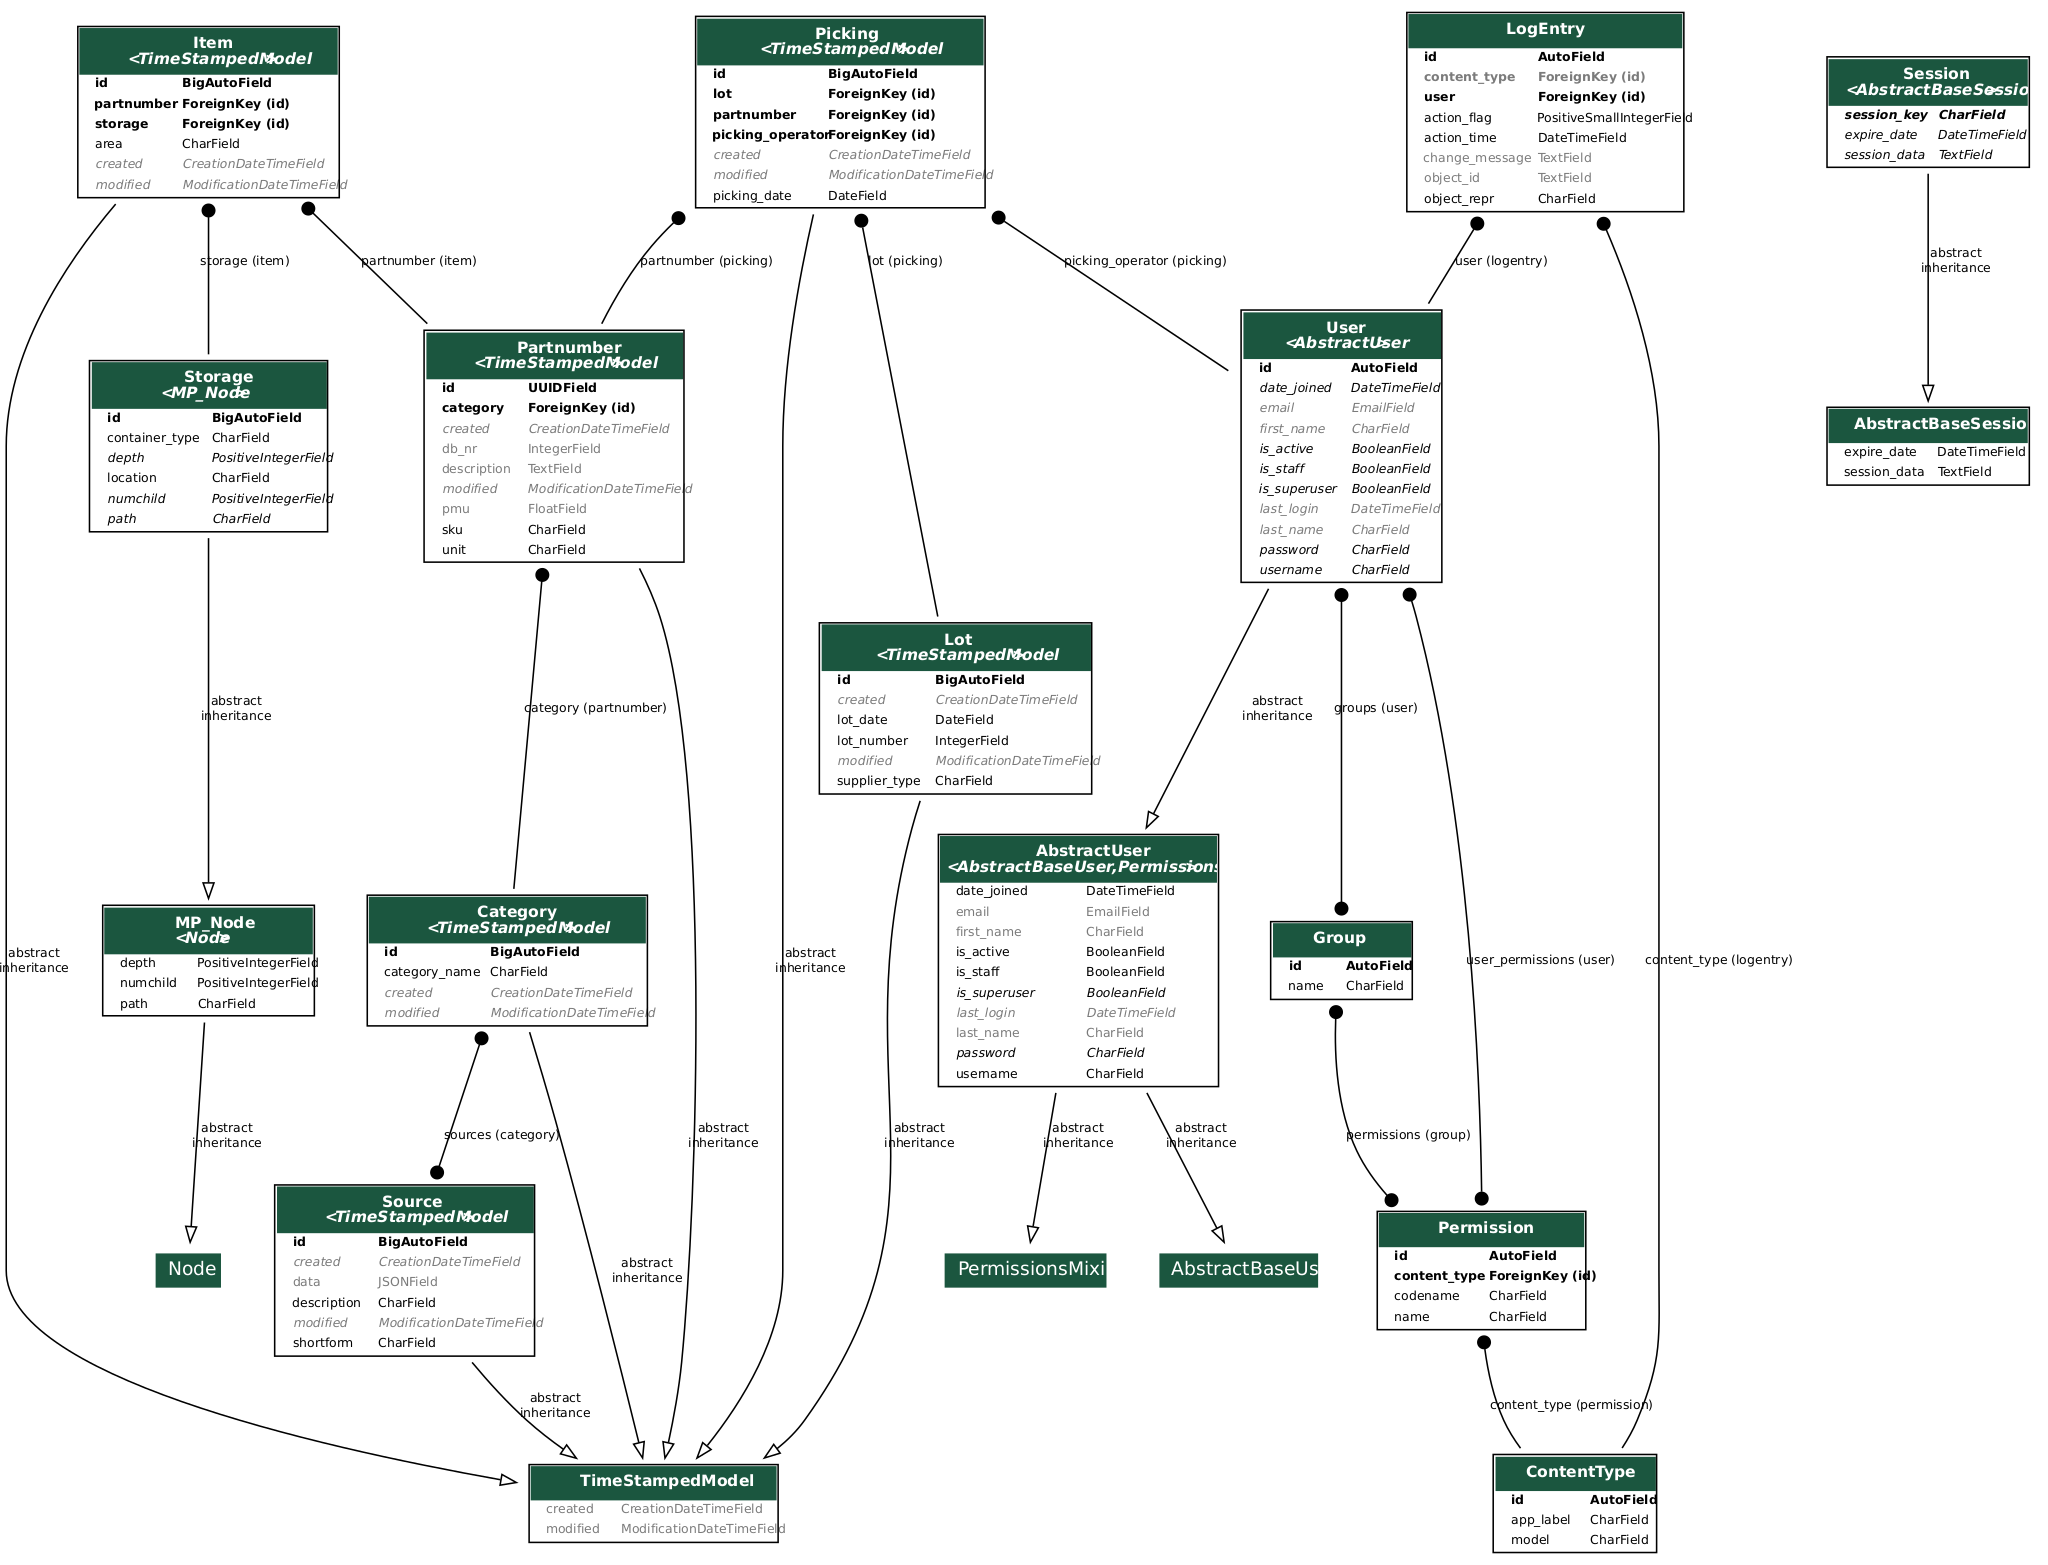 Item
<TimeStampedModel>
id BigAutoField
partnumber ForeignKey (id)
storage ForeignKey (id)
area CharField
created CreationDateTimeField
modified ModificationDateTimeField
Picking
<TimeStampedModel>
id BigAutoField
lot ForeignKey (id)
partnumber ForeignKey (id)
picking_operator ForeignKey (id)
created CreationDateTimeField
modified ModificationDateTimeField
picking_date DateField
LogEntry
id AutoField
content_type ForeignKey (id)
user ForeignKey (id)
action_flag PositiveSmallIntegerField
action_time DateTimeField
change_message TextField
object_id TextField
object_repr CharField
Session
<AbstractBaseSessio>
session_key CharField
expire_date DateTimeField
session_data TextField
storage (item)
partnumber (item)
partnumber (picking)
lot (picking)
picking_operator (picking)
user (logentry)
abstract
inheritance
Storage
<MP_Node>
id BigAutoField
container_type CharField
depth PositiveIntegerField
location CharField
numchild PositiveIntegerField
path CharField
Partnumber
<TimeStampedModel>
id UUIDField
category ForeignKey (id)
created CreationDateTimeField
db_nr IntegerField
description TextField
modified ModificationDateTimeField
pmu FloatField
sku CharField
unit CharField
User
<AbstractUser>
id AutoField
date_joined DateTimeField
email EmailField
first_name CharField
is_active BooleanField
is_staff BooleanField
is_superuser BooleanField
last_login DateTimeField
last_name CharField
password CharField
username CharField
AbstractBaseSessio
expire_date DateTimeField
session_data TextField
Lot
<TimeStampedModel>
id BigAutoField
created CreationDateTimeField
lot_date DateField
lot_number IntegerField
modified ModificationDateTimeField
supplier_type CharField
abstract
inheritance
category (partnumber)
abstract
inheritance
groups (user)
MP_Node
<Node>
depth PositiveIntegerField
numchild PositiveIntegerField
path CharField
Category
<TimeStampedModel>
id BigAutoField
category_name CharField
created CreationDateTimeField
modified ModificationDateTimeField
AbstractUser
<AbstractBaseUser,Permissions>
date_joined DateTimeField
email EmailField
first_name CharField
is_active BooleanField
is_staff BooleanField
is_superuser BooleanField
last_login DateTimeField
last_name CharField
password CharField
username CharField
Group
id AutoField
name CharField
abstract
inheritance
abstract
inheritance
user_permissions (user)
content_type (logentry)
abstract
inheritance
sources (category)
abstract
inheritance
abstract
inheritance
abstract
inheritance
abstract
inheritance
permissions (group)
Source
<TimeStampedModel>
id BigAutoField
created CreationDateTimeField
data JSONField
description CharField
modified ModificationDateTimeField
shortform CharField
Node
abstract
inheritance
PermissionsMixi
AbstractBaseUs
Permission
id AutoField
content_type ForeignKey (id)
codename CharField
name CharField
abstract
inheritance
content_type (permission)
TimeStampedModel
created CreationDateTimeField
modified ModificationDateTimeField
ContentType
id AutoField
app_label CharField
model CharField